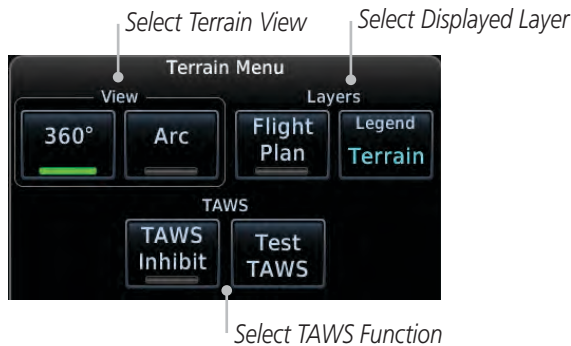 Select Terrain View
Select Displayed Layer
Terrain Menu
View
Layers
360°
Arc
Flight
Plan
Legend
Terrain
TAWS
TAWS
Inhibit
Test
TAWS
Select TAWS Function